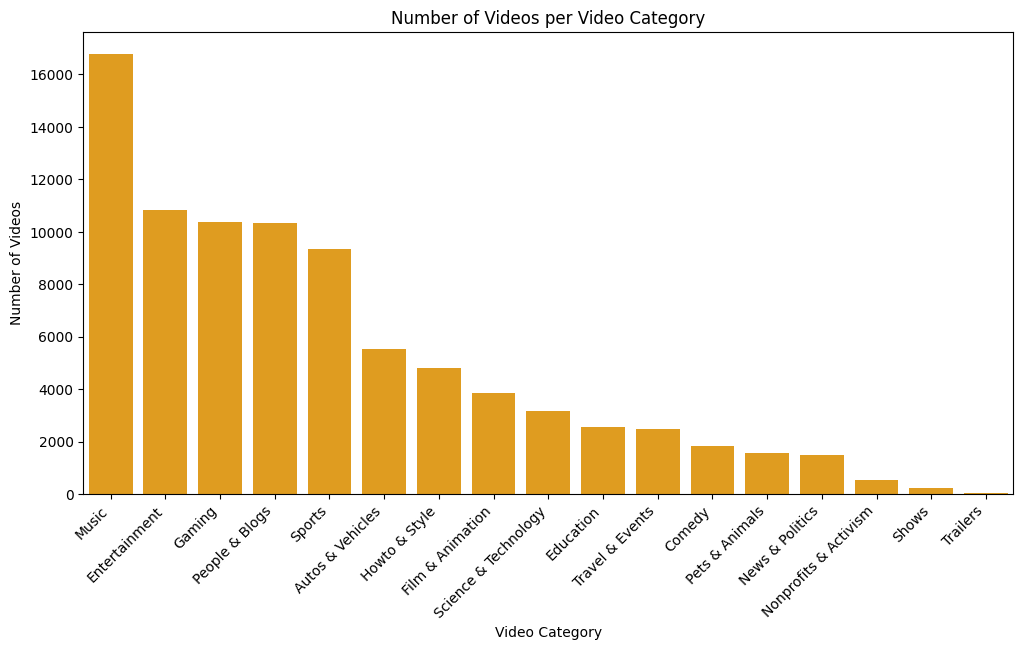 Number of Videos per Video Category
Number of Videos
16000
14000
12000
10000
8000
6000
4000
2000
0
Music
Entertainment
Gaming
People & Blogs
Sports
Autos & Vehicles
Howto & Style
Film & Animation
Science & Technology
Education
Travel & Events
Comedy
Pets & Animals
News & Politics
Nonprofits & Activism
Shows
Trailers
Video Category